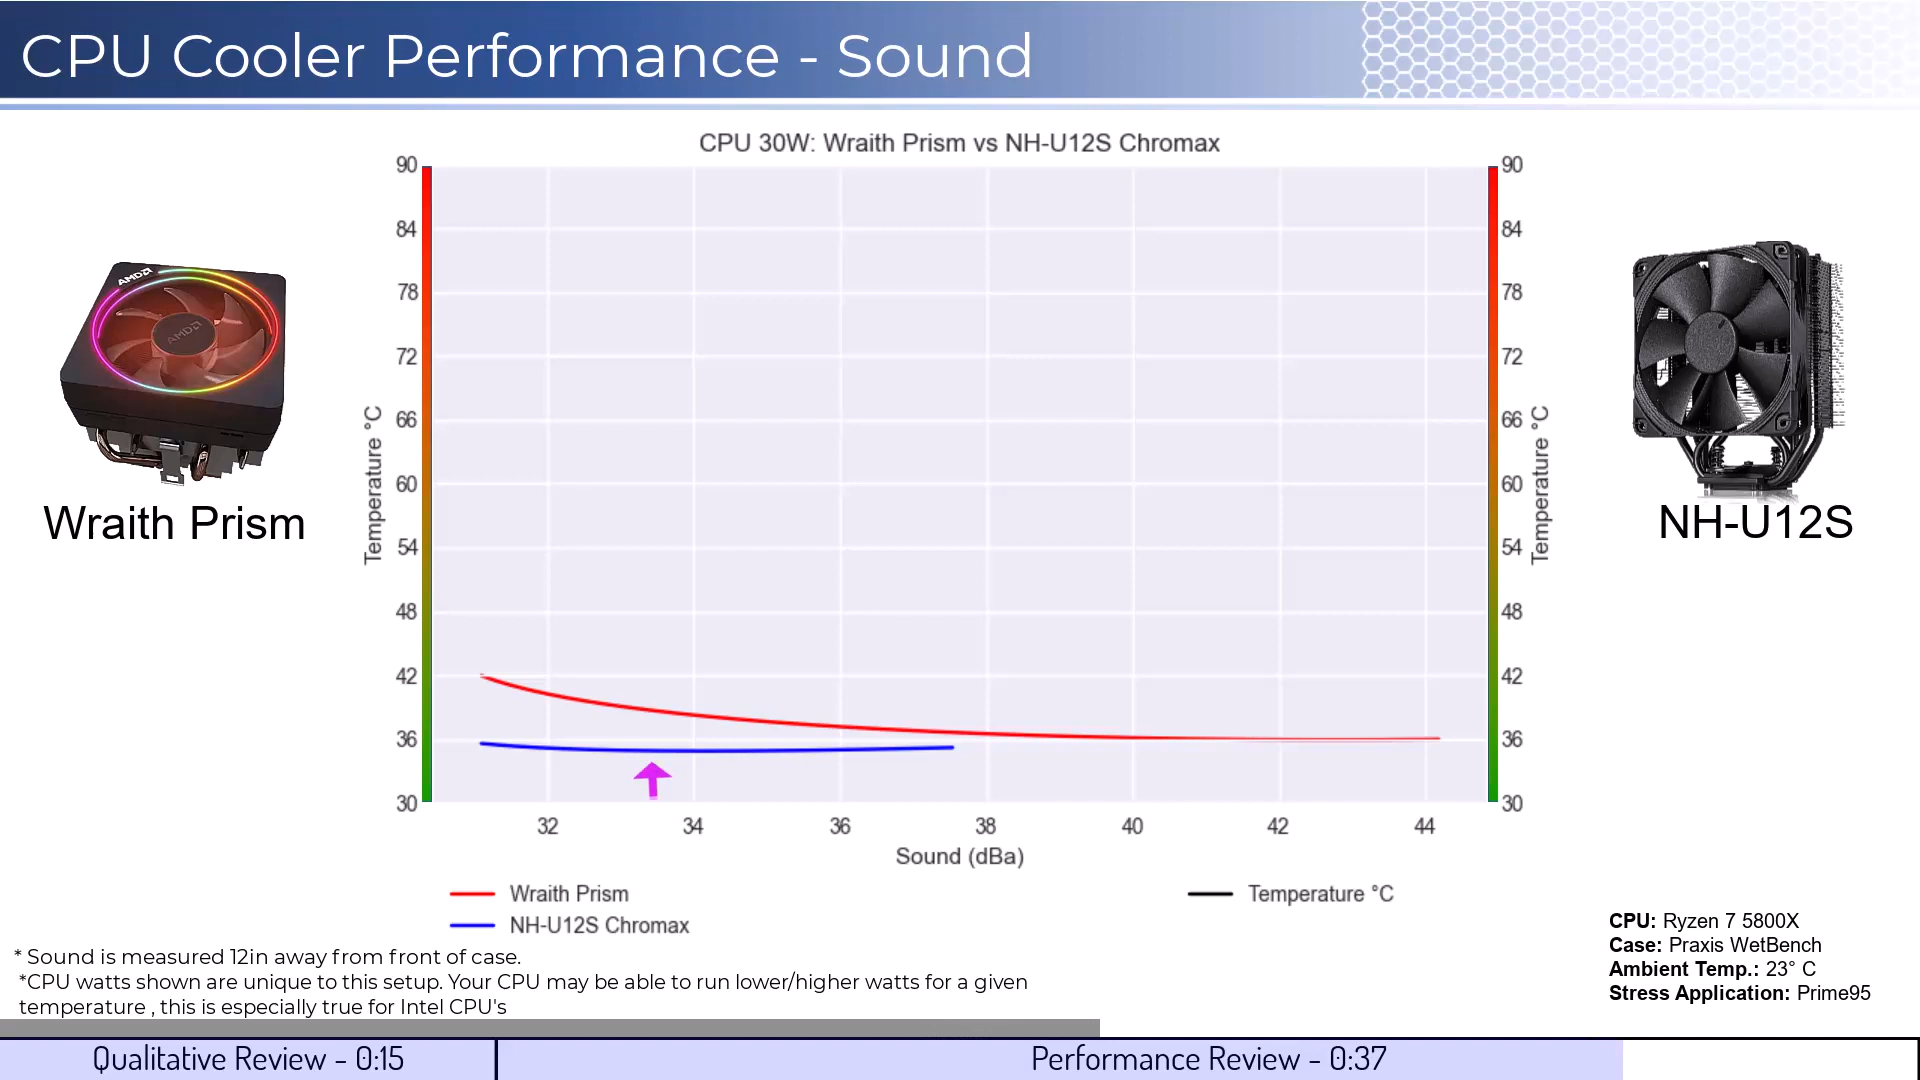 CPU Cooler Performance - Sound
CPU 30W: Wraith Prism vs NH-U12S Chromax
90
84
78
72
66
60
54
48
42
36
30
Temperature °C
90
84
78
72
66
60
54
48
42
36
30
Temperature °C
32 34 36 38 40 42 44
Sound (dBa)
AMD
AMD
Wraith Prism
NH-U12S
Wraith Prism
NH-U12S Chromax
Temperature °C
CPU: Ryzen 7 5800X
Case: Praxis WetBench
Ambient Temp.: 23° C
Stress Application: Prime95
* Sound is measured 12in away from front of case.
*CPU watts shown are unique to this setup. Your CPU may be able to run lower/higher watts for a given
temperature , this is especially true for Intel CPU's
Qualitative Review - 0:15
Performance Review - 0:37